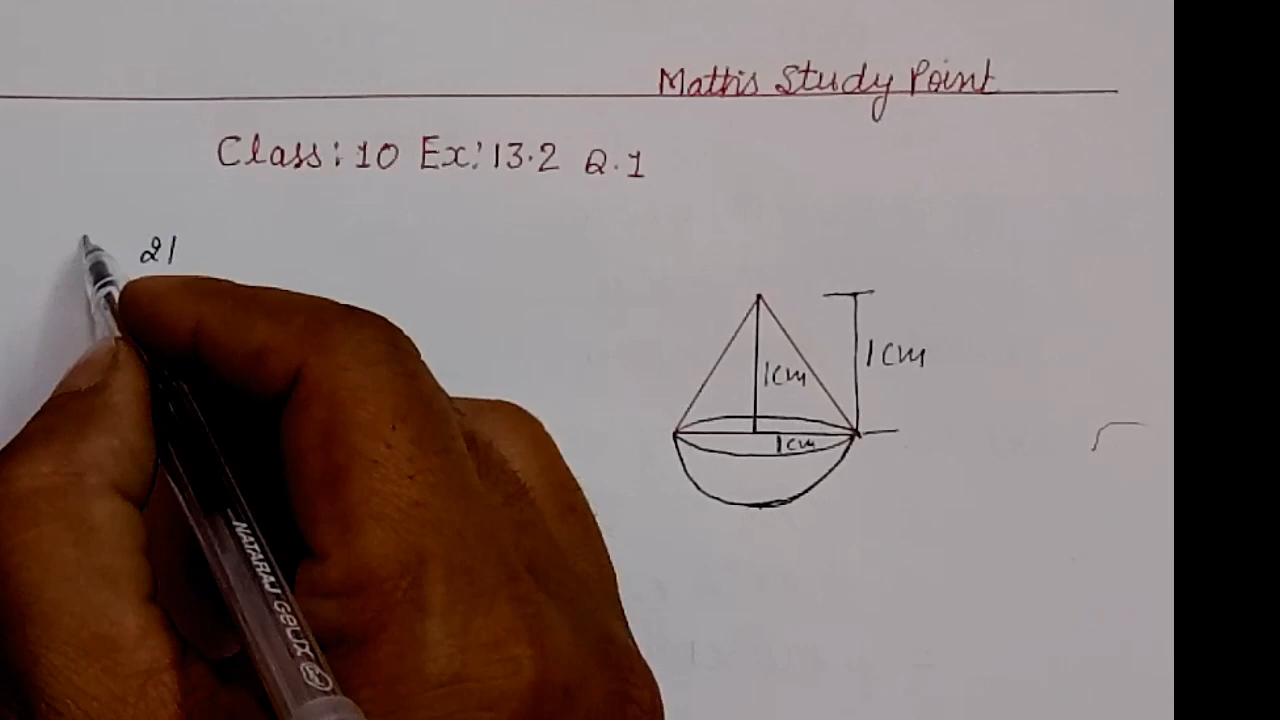 Maths Study Point
Class: 10 Ex: 13.2 Q.1
21
1cm
1cm
1cm
NATARAJ GELIX